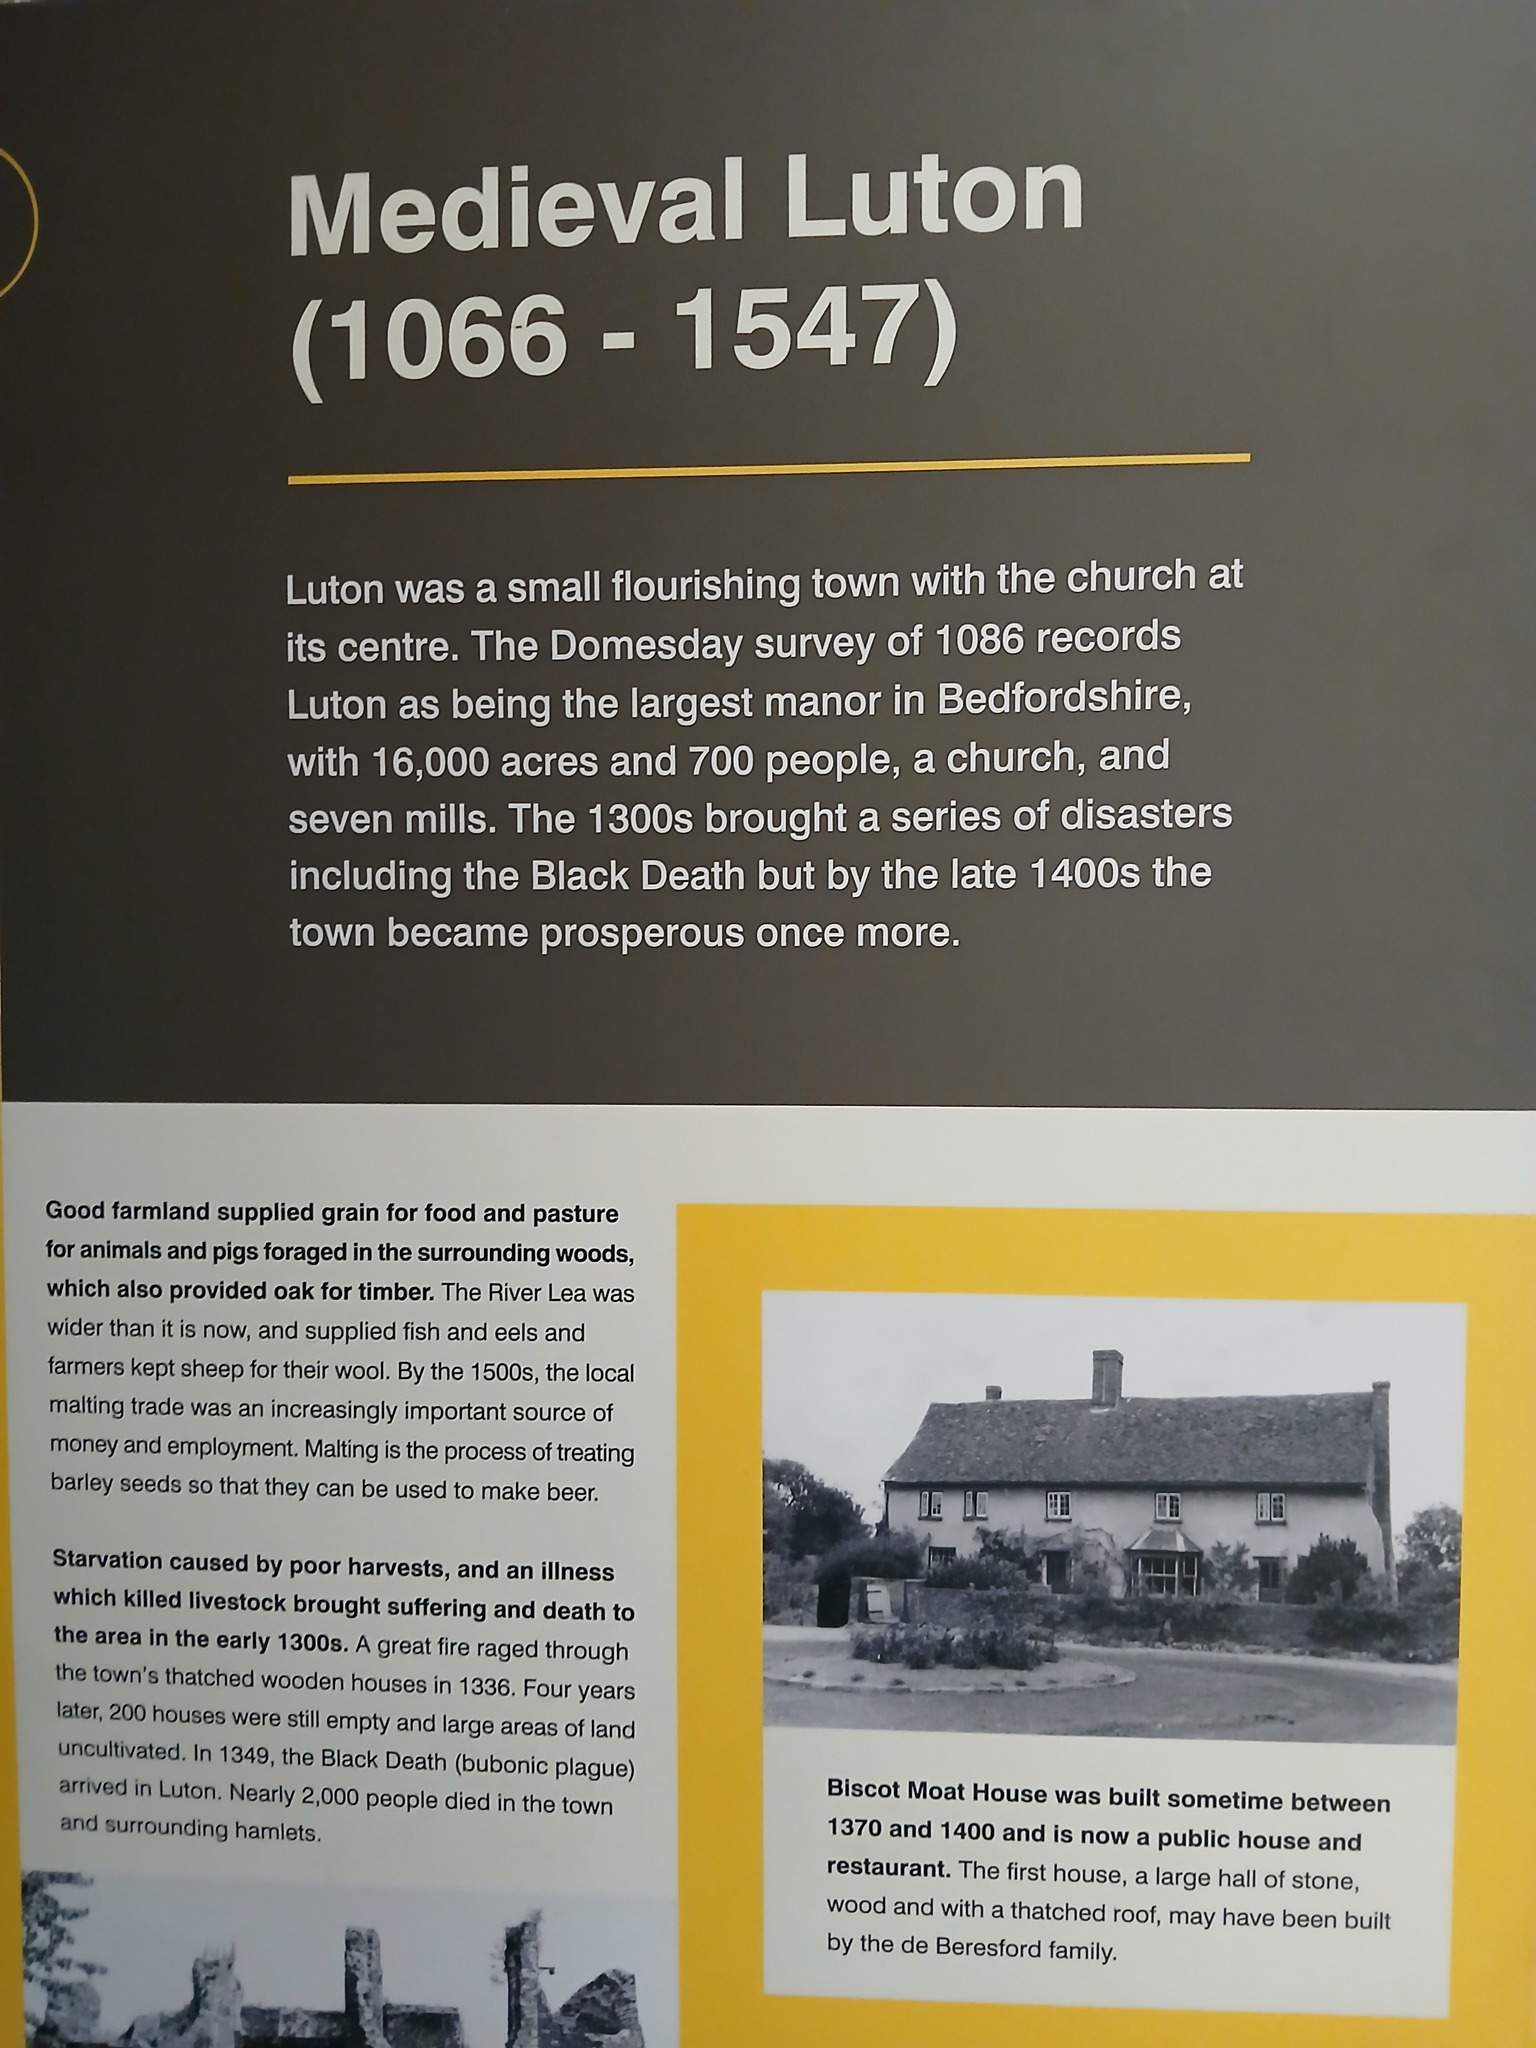 Medieval Luton
(1066 - 1547)
Luton was a small flourishing town with the church at
its centre. The Domesday survey of 1086 records
Luton as being the largest manor in Bedfordshire,
with 16,000 acres and 700 people, a church, and
seven mills. The 1300s brought a series of disasters
including the Black Death but by the late 1400s the
town became prosperous once more.
Good farmland supplied grain for food and pasture
for animals and pigs foraged in the surrounding woods,
which also provided oak for timber. The River Lea was
wider than it is now, and supplied fish and eels and
farmers kept sheep for their wool. By the 1500s, the local
malting trade was an increasingly important source of
money and employment. Malting is the process of treating
barley seeds so that they can be used to make beer.
Starvation caused by poor harvests, and an illness
which killed livestock brought suffering and death to
the area in the early 1300s. A great fire raged through
the town's thatched wooden houses in 1336. Four years
later, 200 houses were still empty and large areas of land
uncultivated. In 1349, the Black Death (bubonic plague)
arrived in Luton. Nearly 2,000 people died in the town
and surrounding hamlets.
Biscot Moat House was built sometime between
1370 and 1400 and is now a public house and
restaurant. The first house, a large hall of stone,
wood and with a thatched roof, may have been built
by the de Beresford family.